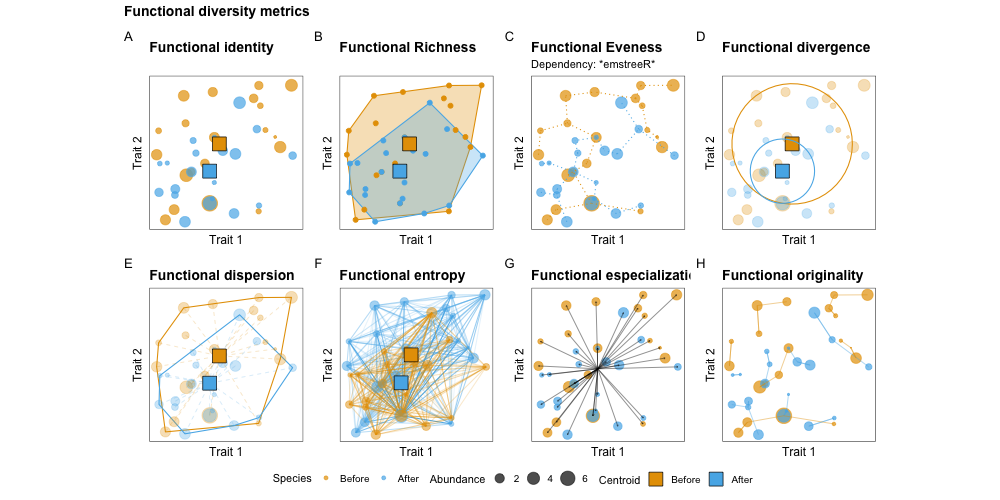 Functional diversity metrics
A
Functional identity
Trait 2
Trait 1
B
Functional Richness
Trait 2
Trait 1
C
Functional Eveness
Dependency: *emstreeR*
Trait 2
Trait 1
D
Functional divergence
Trait 2
Trait 1
E
Functional dispersion
Trait 2
Trait 1
F
Functional entropy
Trait 2
Trait 1
G
Functional especializati
Trait 2
Trait 1
H
Functional originality
Trait 2
Trait 1
Species Before After Abundance 2 4 6 Centroid Before After